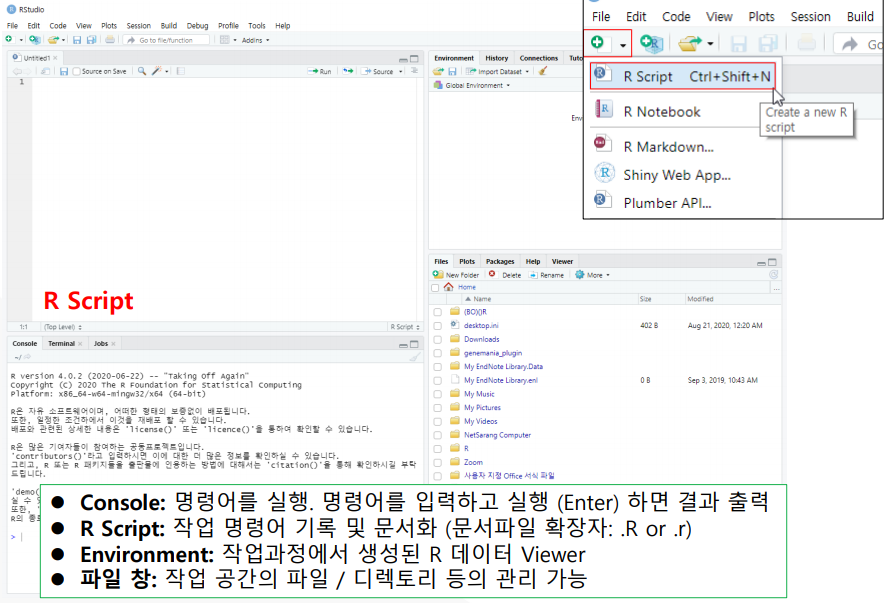 RStudio
File Edit Code View Plots Session Build Debug Profile Tools Help
Go to file/function Addins
Untitled1
Source on Save Run Source
1
R Script
1:1 (Top Level) R Script
Console Terminal Jobs
~/
R version 4.0.2 (2020-06-22) -- "Taking off Again"
Copyright (C) 2020 The R Foundation for Statistical Computing
Platform: x86_64-w64-mingw32/x64 (64-bit)
R은 자유 소프트웨어이며, 어떠한 형태의 보증없이 배포됩니다.
또한, 일정한 조건하에서 이것을 재배포 할 수 있습니다.
배포와 관련된 상세한 내용은 'license()' 또는 'licence()'을 통하여 확인할 수 있습니다.
R은 많은 기여자들이 참여하는 공동프로젝트입니다.
'contributors()'라고 입력하시면 이에 대한 더 많은 정보를 확인하실 수 있습니다.
그리고, R 또는 R 패키지들을 출판물에 인용하는 방법에 대해서는 'citation()'을 통해 확인하시길 부탁
드립니다.
'demo()
실 수 
또한, '
R의 종료
>
Environment History Connections Tuto
Import Dataset
Global Environment
Env
File Edit Code View Plots Session Build
Go
R Script Ctrl+Shift+N
Create a new R
script
R Notebook
R Markdown...
Shiny Web App...
Plumber API...
Files Plots Packages Help Viewer
New Folder Delete Rename More
Home ...
Name Size Modified
(BO)()R
desktop.ini 402 B Aug 21, 2020, 12:20 AM
Downloads
genemania_plugin
My EndNote Library.Data
My EndNote Library.enl 0 B Sep 3, 2019, 10:43 AM
My Music
My Pictures
My Videos
NetSarang Computer
R
Zoom
사용자 지정 Office 서식 파일
● Console: 명령어를 실행. 명령어를 입력하고 실행 (Enter) 하면 결과 출력
● R Script: 작업 명령어 기록 및 문서화 (문서파일 확장자: .R or .r)
● Environment: 작업과정에서 생성된 R 데이터 Viewer
● 파일 창: 작업 공간의 파일 / 디렉토리 등의 관리 가능